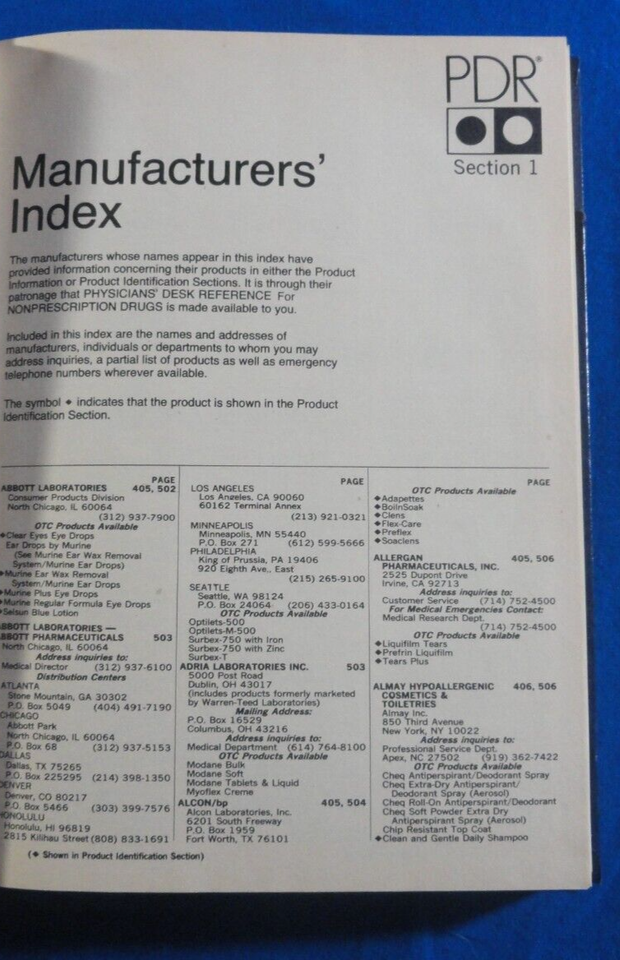 PDR®
Section 1
Manufacturers'
Index
The manufacturers whose names appear in this index have
provided information concerning their products in either the Product
Information or Product Identification Sections. It is through their
patronage that PHYSICIANS' DESK REFERENCE For
NONPRESCRIPTION DRUGS is made available to you.
Included in this index are the names and addresses of
manufacturers, individuals or departments to whom you may
address inquiries, a partial list of products as well as emergency
telephone numbers wherever available.
The symbol ◆ indicates that the product is shown in the Product
Identification Section.
PAGE
ABBOTT LABORATORIES 405, 502
Consumer Products Division
North Chicago, IL 60064
(312) 937-7900
OTC Products Available
◆Clear Eyes Eye Drops
Ear Drops by Murine
(See Murine Ear Wax Removal
System/Murine Ear Drops)
◆Murine Ear Wax Removal
System/Murine Ear Drops
◆Murine Plus Eye Drops
◆Murine Regular Formula Eye Drops
◆Selsun Blue Lotion
ABBOTT LABORATORIES—
ABBOTT PHARMACEUTICALS 503
North Chicago, IL 60064
Address inquiries to:
Medical Director (312) 937-6100
Distribution Centers
ATLANTA
Stone Mountain, GA 30302
P.O. Box 5049 (404) 491-7190
CHICAGO
Abbott Park
North Chicago, IL 60064
P.O. Box 68 (312) 937-5153
DALLAS
Dallas, TX 75265
P.O. Box 225295 (214) 398-1350
DENVER
Denver, CO 80217
P.O. Box 5466 (303) 399-7576
HONOLULU
Honolulu, HI 96819
2815 Kilihau Street (808) 833-1691
PAGE
LOS ANGELES
Los Angeles, CA 90060
60162 Terminal Annex
(213) 921-0321
MINNEAPOLIS
Minneapolis, MN 55440
P.O. Box 271 (612) 599-5666
PHILADELPHIA
King of Prussia, PA 19406
920 Eighth Ave., East
(215) 265-9100
SEATTLE
Seattle, WA 98124
P.O. Box 24064 (206) 433-0164
OTC Products Available
Optilets-500
Optilets-M-500
Surbex-750 with Iron
Surbex-750 with Zinc
Surbex-T
ADRIA LABORATORIES INC. 503
5000 Post Road
Dublin, OH 43017
(includes products formerly marketed
by Warren-Teed Laboratories)
Mailing Address:
P.O. Box 16529
Columbus, OH 43216
Address inquiries to:
Medical Department (614) 764-8100
OTC Products Available
Modane Bulk
Modane Soft
Modane Tablets & Liquid
Myoflex Creme
ALCON/bp 405, 504
Alcon Laboratories, Inc.
6201 South Freeway
P.O. Box 1959
Fort Worth, TX 76101
PAGE
OTC Products Available
◆Adapettes
◆BoilnSoak
◆Clens
◆Flex-Care
◆Preflex
◆Soaclens
ALLERGAN 405, 506
PHARMACEUTICALS, INC.
2525 Dupont Drive
Irvine, CA 92713
Address inquiries to:
Customer Service (714) 752-4500
For Medical Emergencies Contact:
Medical Research Dept.
(714) 752-4500
OTC Products Available
◆Liquifilm Tears
◆Prefrin Liquifilm
◆Tears Plus
ALMAY HYPOALLERGENIC 406, 506
COSMETICS &
TOILETRIES
Almay Inc.
850 Third Avenue
New York, NY 10022
Address inquiries to:
Professional Service Dept.
Apex, NC 27502 (919) 362-7422
OTC Products Available
Cheq Antiperspirant/Deodorant Spray
Cheq Extra-Dry Antiperspirant/
Deodorant Spray (Aerosol)
Cheq Roll-On Antiperspirant/Deodorant
Cheq Soft Powder Extra Dry
Antiperspirant Spray (Aerosol)
Chip Resistant Top Coat
◆Clean and Gentle Daily Shampoo
(◆ Shown in Product Identification Section)